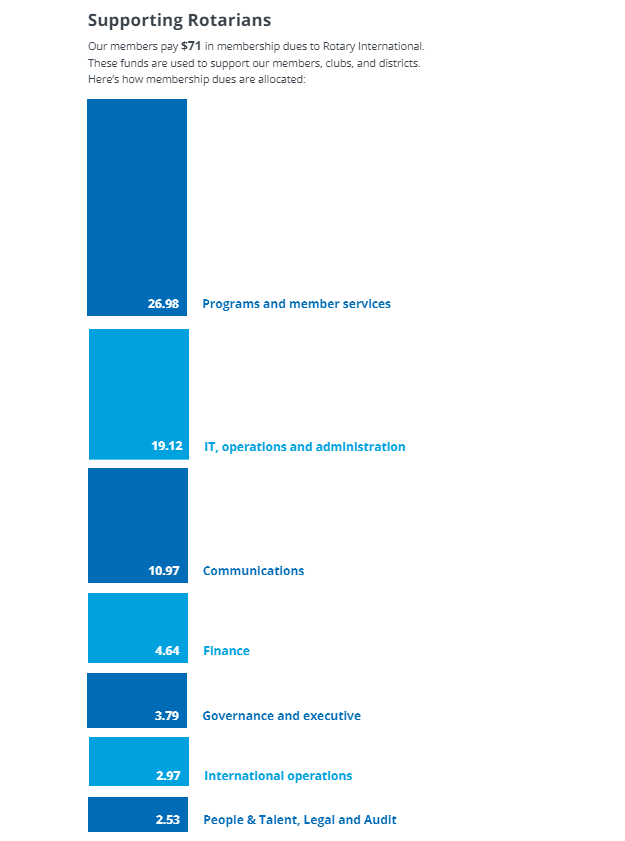 Supporting Rotarians
Our members pay $71 in membership dues to Rotary International.
These funds are used to support our members, clubs, and districts.
Here's how membership dues are allocated:
26.98 Programs and member services
19.12 IT, operations and administration
10.97 Communications
4.64 Finance
3.79 Governance and executive
2.97 International operations
2.53 People & Talent, Legal and Audit